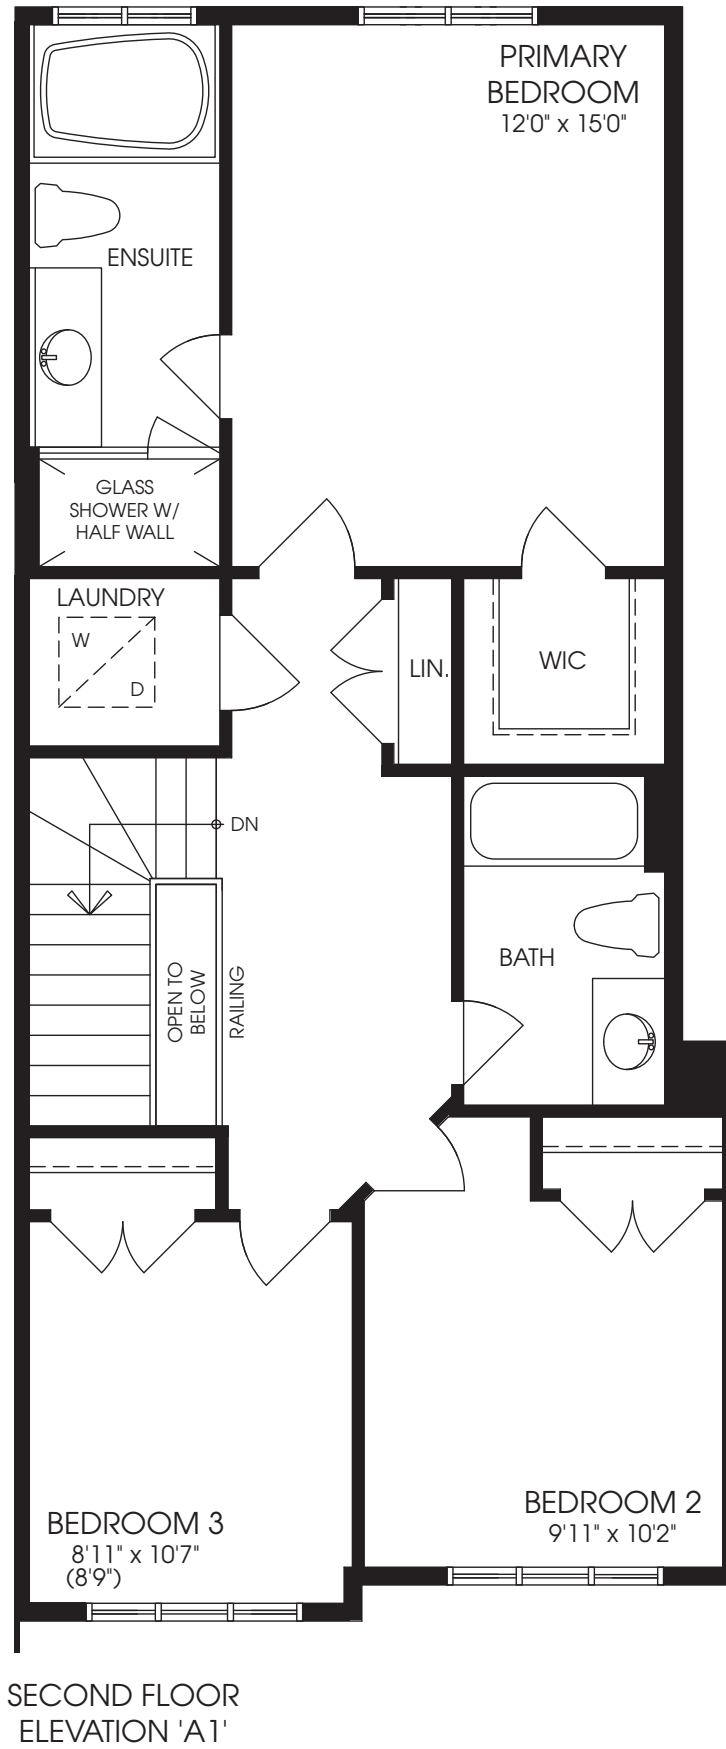 PRIMARY
BEDROOM
12'0" x 15'0"
ENSUITE
GLASS
SHOWER W/
HALF WALL
LAUNDRY
W
D
LIN.
WIC
DN
OPEN TO
BELOW
RAILING
BATH
BEDROOM 2
9'11" x 10'2"
BEDROOM 3
8'11" x 10'7"
(8'9")
SECOND FLOOR
ELEVATION 'A1'